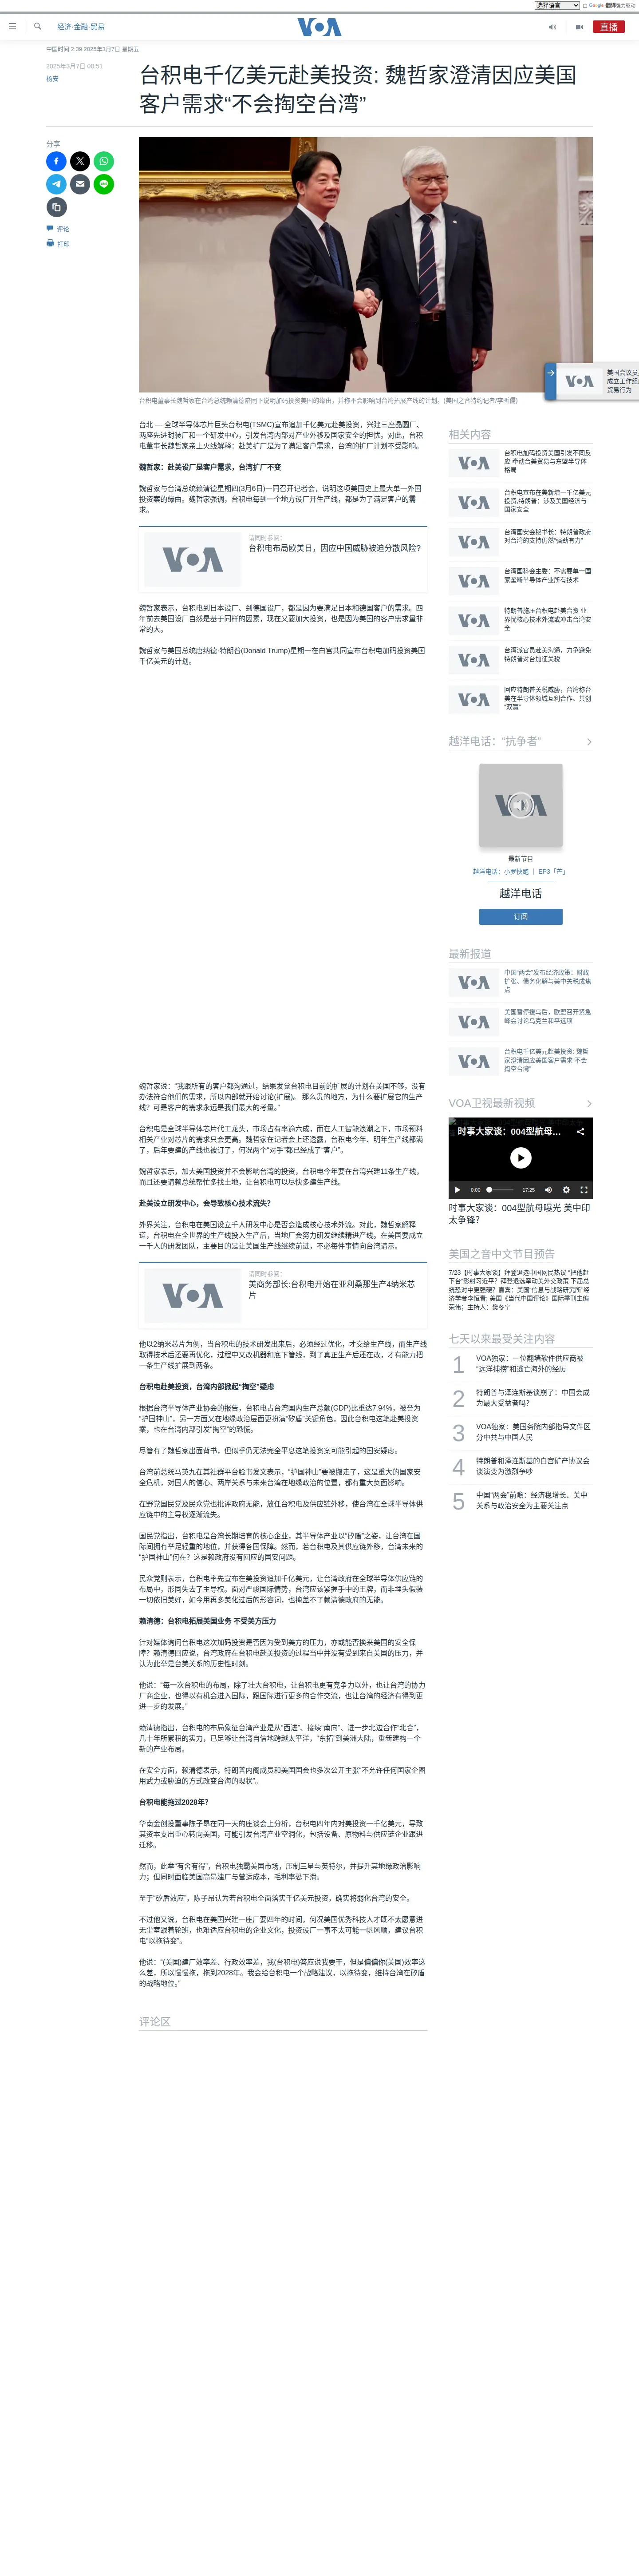 选择语言
由 Google 翻译强力驱动
经济·金融·贸易
VOA
直播
中国时间 2:39 2025年3月7日 星期五
2025年3月7日 00:51
杨安
台积电千亿美元赴美投资: 魏哲家澄清因应美国
客户需求“不会掏空台湾”
分享
评论
打印
台积电董事长魏哲家在台湾总统赖清德陪同下说明加码投资美国的缘由，并称不会影响到台湾拓展产线的计划。(美国之音特约记者/李昕儒)
美国会议员
成立工作组
贸易行为
台北 — 全球半导体芯片巨头台积电(TSMC)宣布追加千亿美元赴美投资，兴建三座晶圆厂、
两座先进封装厂和一个研发中心，引发台湾内部对产业外移及国家安全的担忧。对此，台积
电董事长魏哲家亲上火线解释：赴美扩厂是为了满足客户需求，台湾的扩厂计划不受影响。
魏哲家：赴美设厂是客户需求，台湾扩厂不变
魏哲家与台湾总统赖清德星期四(3月6日)一同召开记者会，说明这项美国史上最大单一外国
投资案的缘由。魏哲家强调，台积电每到一个地方设厂开生产线，都是为了满足客户的需
求。
请同时参阅：
台积电布局欧美日，因应中国威胁被迫分散风险?
魏哲家表示，台积电到日本设厂、到德国设厂，都是因为要满足日本和德国客户的需求。四
年前去美国设厂自然是基于同样的因素，现在又要加大投资，也是因为美国的客户需求量非
常的大。
魏哲家与美国总统唐纳德·特朗普(Donald Trump)星期一在白宫共同宣布台积电加码投资美国
千亿美元的计划。
魏哲家说：“我跟所有的客户都沟通过，结果发觉台积电目前的扩展的计划在美国不够，没有
办法符合他们的需求，所以内部就开始讨论(扩展)。 那么贵的地方，为什么要扩展它的生产
线？可是客户的需求永远是我们最大的考量。”
台积电是全球半导体芯片代工龙头，市场占有率逾六成，而在人工智能浪潮之下，市场预料
相关产业对芯片的需求只会更高。魏哲家在记者会上还透露，台积电今年、明年生产线都满
了，后年要建的产线也被订了，何况两个“对手”都已经成了“客户”。
魏哲家表示，加大美国投资并不会影响台湾的投资，台积电今年要在台湾兴建11条生产线，
而且还要请赖总统帮忙多找土地，让台积电可以尽快多建生产线。
赴美设立研发中心，会导致核心技术流失?
外界关注，台积电在美国设立千人研发中心是否会造成核心技术外流。对此，魏哲家解释
道，台积电在全世界的生产线投入生产后，当地厂会努力研发继续精进产线。在美国要成立
一千人的研发团队，主要目的是让美国生产线继续前进，不必每件事情向台湾请示。
请同时参阅：
美商务部长:台积电开始在亚利桑那生产4纳米芯
片
他以2纳米芯片为例，当台积电的技术研发出来后，必须经过优化，才交给生产线，而生产线
取得技术后还要再优化，过程中又改机器和底下管线，到了真正生产后还在改，才有能力把
一条生产线扩展到两条。
台积电赴美投资，台湾内部掀起“掏空”疑虑
根据台湾半导体产业协会的报告，台积电占台湾国内生产总额(GDP)比重达7.94%，被誉为
“护国神山”，另一方面又在地缘政治层面更扮演“矽盾”关键角色，因此台积电这笔赴美投资
案，也在台湾内部引发“掏空”的恐慌。
尽管有了魏哲家出面背书，但似乎仍无法完全平息这笔投资案可能引起的国安疑虑。
台湾前总统马英九在其社群平台脸书发文表示，“护国神山”要被搬走了，这是重大的国家安
全危机，对国人的信心、两岸关系与未来台湾在地缘政治的位置，都有重大负面影响。
在野党国民党及民众党也批评政府无能，放任台积电及供应链外移，使台湾在全球半导体供
应链中的主导权逐渐流失。
国民党指出，台积电是台湾长期培育的核心企业，其半导体产业以“矽盾”之姿，让台湾在国
际间拥有举足轻重的地位，并获得各国保障。然而，若台积电及其供应链外移，台湾未来的
“护国神山”何在？这是赖政府没有回应的国安问题。
民众党则表示，台积电率先宣布在美投资追加千亿美元，让台湾政府在全球半导体供应链的
布局中，形同失去了主导权。面对严峻国际情势，台湾应该紧握手中的王牌，而非埋头假装
一切依旧美好，如今用再多美化过后的形容词，也掩盖不了赖清德政府的无能。
赖清德：台积电拓展美国业务 不受美方压力
针对媒体询问台积电这次加码投资是否因为受到美方的压力，亦或能否换来美国的安全保
障？赖清德回应说，台湾政府在台积电赴美投资的过程当中并没有受到来自美国的压力，并
认为此举是台美关系的历史性时刻。
他说：“每一次台积电的布局，除了壮大台积电，让台积电更有竞争力以外，也让台湾的协力
厂商企业，也得以有机会进入国际，跟国际进行更多的合作交流，也让台湾的经济有得到更
进一步的发展。”
赖清德指出，台积电的布局象征台湾产业是从“西进”、接续“南向”、进一步北边合作“北合”，
几十年所累积的实力，已足够让台湾自信地跨越太平洋，“东拓”到美洲大陆，重新建构一个
新的产业布局。
在安全方面，赖清德表示，特朗普内阁成员和美国国会也多次公开主张“不允许任何国家企图
用武力或胁迫的方式改变台海的现状”。
台积电能拖过2028年?
华南金创投董事陈子昂在同一天的座谈会上分析，台积电四年内对美投资一千亿美元，导致
其资本支出重心转向美国，可能引发台湾产业空洞化，包括设备、原物料与供应链企业跟进
迁移。
然而，此举“有舍有得”，台积电独霸美国市场，压制三星与英特尔，并提升其地缘政治影响
力；但同时面临美国高昂建厂与营运成本，毛利率恐下滑。
至于“矽盾效应”，陈子昂认为若台积电全面落实千亿美元投资，确实将弱化台湾的安全。
不过他又说，台积电在美国兴建一座厂要四年的时间，何况美国优秀科技人才既不太愿意进
无尘室跟着轮班，也难适应台积电的企业文化，投资设厂一事不太可能一帆风顺，建议台积
电“以拖待变”。
他说：“(美国)建厂效率差、行政效率差，我(台积电)答应说我要干，但是偏偏你(美国)效率这
么差，所以慢慢拖，拖到2028年。我会给台积电一个战略建议，以拖待变，维持台湾在矽盾
的战略地位。”
评论区
相关内容
台积电加码投资美国引发不同反
应 牵动台美贸易与东盟半导体
格局
台积电宣布在美新增一千亿美元
投资,特朗普：涉及美国经济与
国家安全
台湾国安会秘书长：特朗普政府
对台湾的支持仍然“强劲有力”
台湾国科会主委：不需要单一国
家垄断半导体产业所有技术
特朗普施压台积电赴美合资 业
界忧核心技术外流或冲击台湾安
全
台湾派官员赴美沟通，力争避免
特朗普对台加征关税
回应特朗普关税威胁，台湾称台
美在半导体领域互利合作、共创
“双赢”
越洋电话：“抗争者”
最新节目
越洋电话：小罗快跑 ｜ EP3「芒」
越洋电话
订阅
最新报道
中国“两会”发布经济政策：财政
扩张、债务化解与美中关税成焦
点
美国暂停援乌后，欧盟召开紧急
峰会讨论乌克兰和平选项
台积电千亿美元赴美投资: 魏哲
家澄清因应美国客户需求“不会
掏空台湾”
VOA卫视最新视频
时事大家谈：004型航母…
0:00
17:25
时事大家谈：004型航母曝光 美中印
太争锋?
美国之音中文节目预告
7/23【时事大家谈】拜登退选中国网民热议 “把他赶
下台”影射习近平？拜登退选牵动美外交政策 下届总
统恐对中更强硬？嘉宾：美国“信息与战略研究所”经
济学者李恒青; 美国《当代中国评论》国际季刊主编
荣伟；主持人：樊冬宁
七天以来最受关注内容
1
VOA独家：一位翻墙软件供应商被
“远洋捕捞”和逃亡海外的经历
2
特朗普与泽连斯基谈崩了：中国会成
为最大受益者吗?
3
VOA独家：美国务院内部指导文件区
分中共与中国人民
4
特朗普和泽连斯基的白宫矿产协议会
谈演变为激烈争吵
5
中国“两会”前瞻：经济稳增长、美中
关系与政治安全为主要关注点